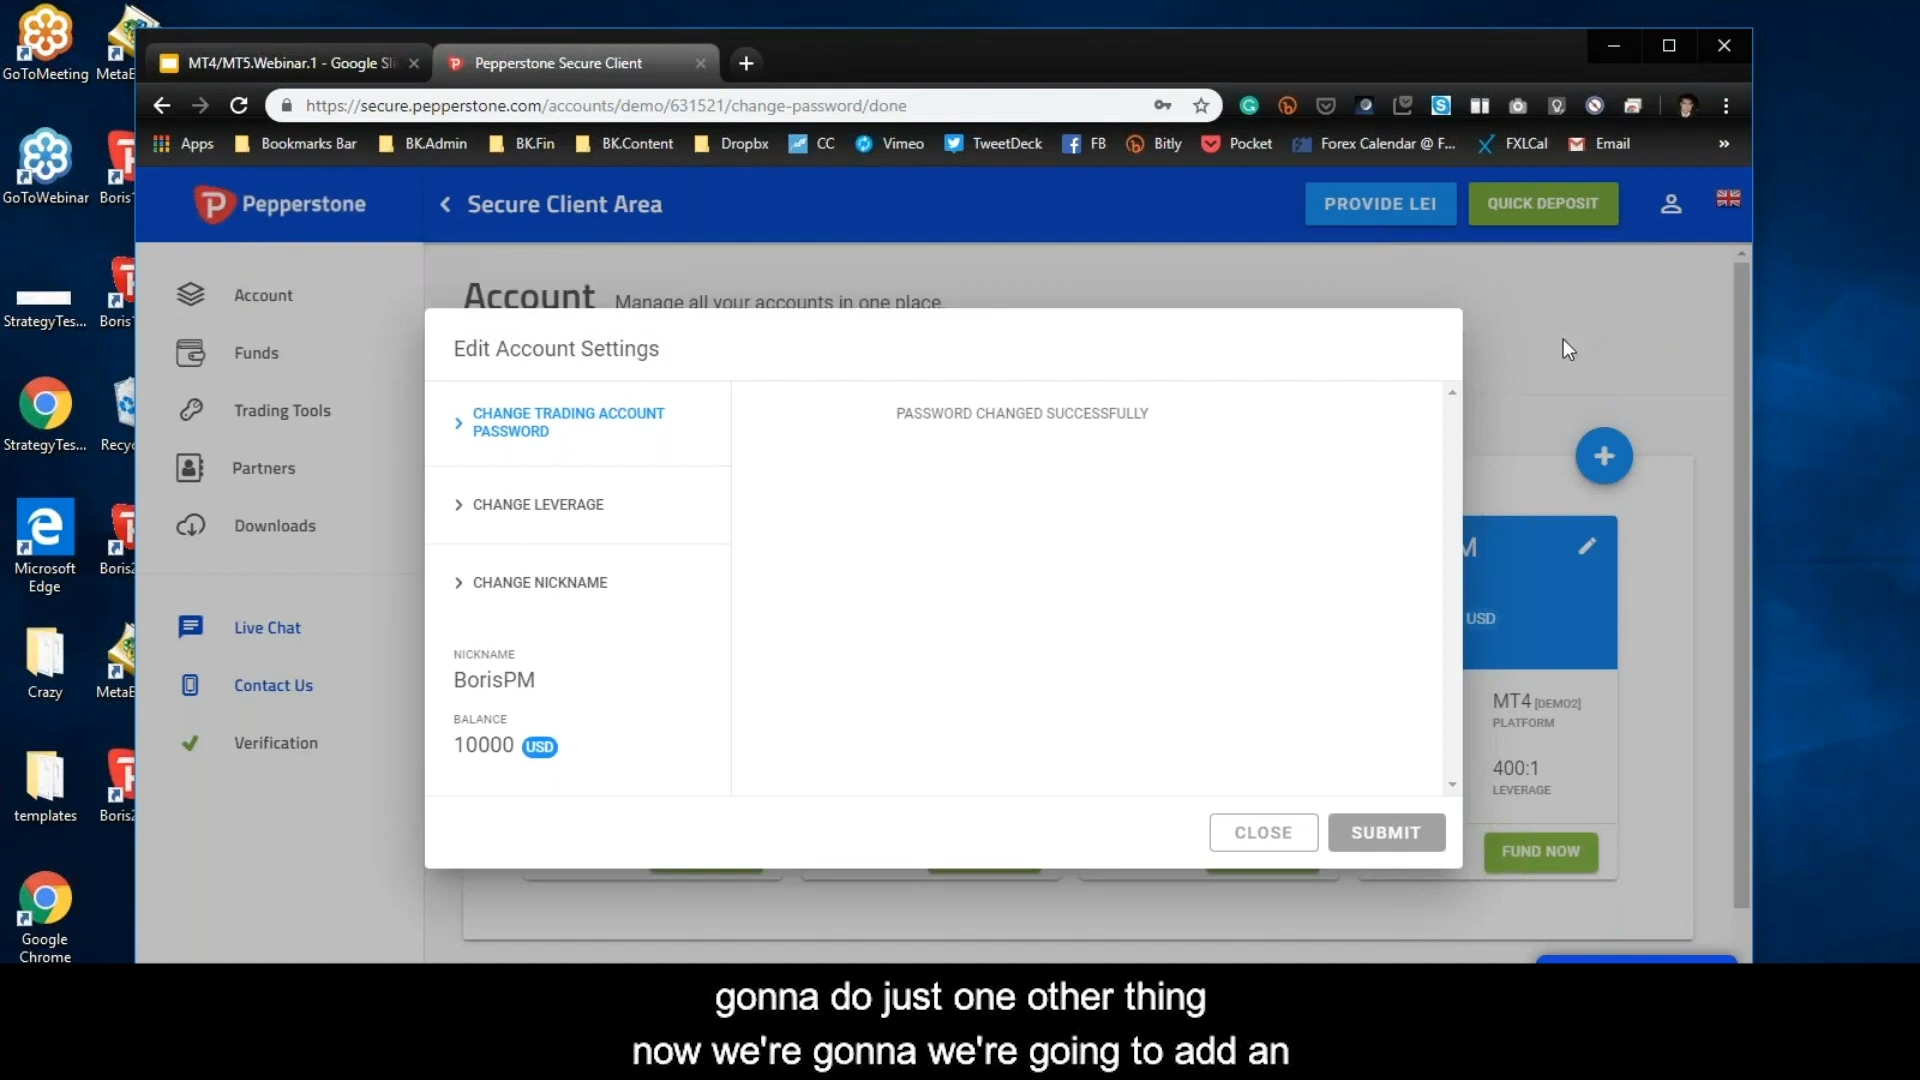 MT4/MT5.Webinar.1 - Google Sli
Pepperstone Secure Client
https://secure.pepperstone.com/accounts/demo/631521/change-password/done
Apps
Bookmarks Bar
BK.Admin
BK.Fin
BK.Content
Dropbx
CC
Vimeo
TweetDeck
FB
Bitly
Pocket
Forex Calendar @ F...
FXLCal
Email
»
GoToMeeting
MetaE
GoToWebinar
Boris
StrategyTes...
Boris
StrategyTes...
Recyc
Microsoft
Edge
Boris2
Crazy
MetaE
templates
Boris2
Google
Chrome
Pepperstone
Secure Client Area
PROVIDE LEI
QUICK DEPOSIT
Account
Funds
Trading Tools
Partners
Downloads
Live Chat
Contact Us
Verification
Account
Manage all your accounts in one place.
Edit Account Settings
CHANGE TRADING ACCOUNT
PASSWORD
CHANGE LEVERAGE
CHANGE NICKNAME
NICKNAME
BorisPM
BALANCE
10000 USD
PASSWORD CHANGED SUCCESSFULLY
CLOSE
SUBMIT
M
USD
MT4 [DEMO2]
PLATFORM
400:1
LEVERAGE
FUND NOW
gonna do just one other thing
now we're gonna we're going to add an